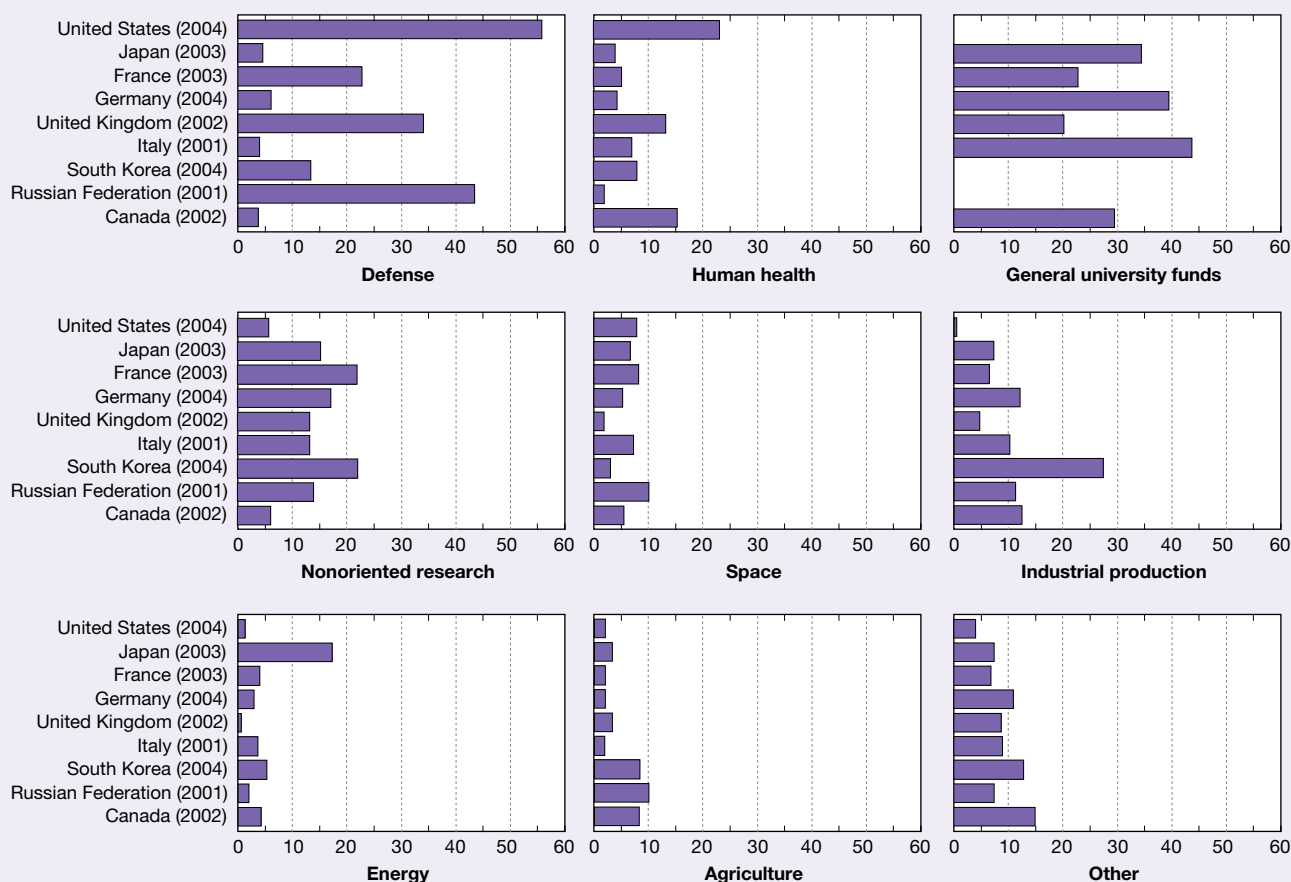 United States (2004)
Japan (2003)
France (2003)
Germany (2004)
United Kingdom (2002)
Italy (2001)
South Korea (2004)
Russian Federation (2001)
Canada (2002)
0 10 20 30 40 50 60 0 10 20 30 40 50 60 0 10 20 30 40 50 60
Defense Human health General university funds
United States (2004)
Japan (2003)
France (2003)
Germany (2004)
United Kingdom (2002)
Italy (2001)
South Korea (2004)
Russian Federation (2001)
Canada (2002)
0 10 20 30 40 50 60 0 10 20 30 40 50 60 0 10 20 30 40 50 60
Nonoriented research Space Industrial production
United States (2004)
Japan (2003)
France (2003)
Germany (2004)
United Kingdom (2002)
Italy (2001)
South Korea (2004)
Russian Federation (2001)
Canada (2002)
0 10 20 30 40 50 60 0 10 20 30 40 50 60 0 10 20 30 40 50 60
Energy Agriculture Other